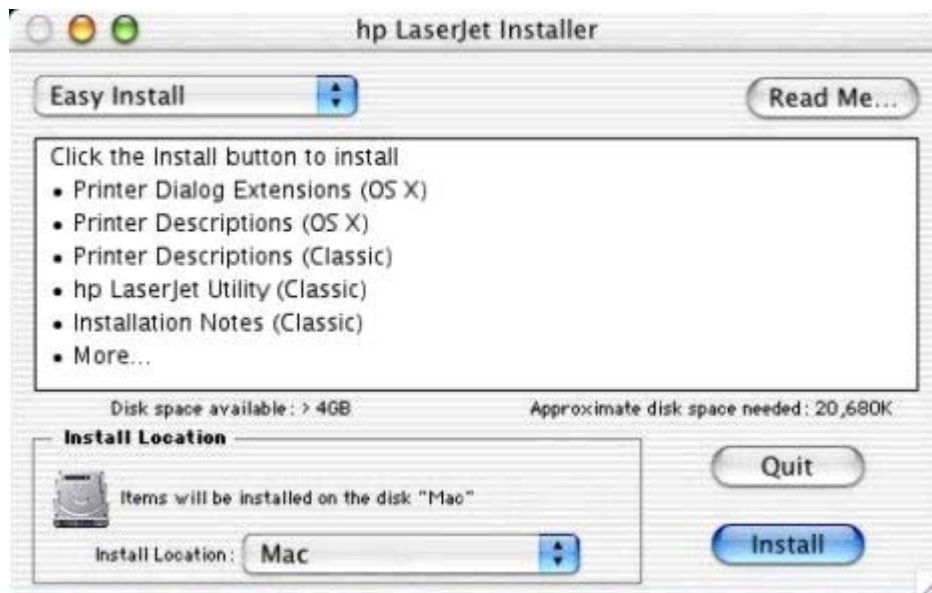 hp LaserJet Installer
Easy Install
Read Me...
Click the Install button to install
• Printer Dialog Extensions (OS X)
• Printer Descriptions (OS X)
• Printer Descriptions (Classic)
• hp LaserJet Utility (Classic)
• Installation Notes (Classic)
• More...
Disk space available: > 4GB
Approximate disk space needed: 20,680K
Install Location
Items will be installed on the disk "Mac"
Install Location: Mac
Quit
Install